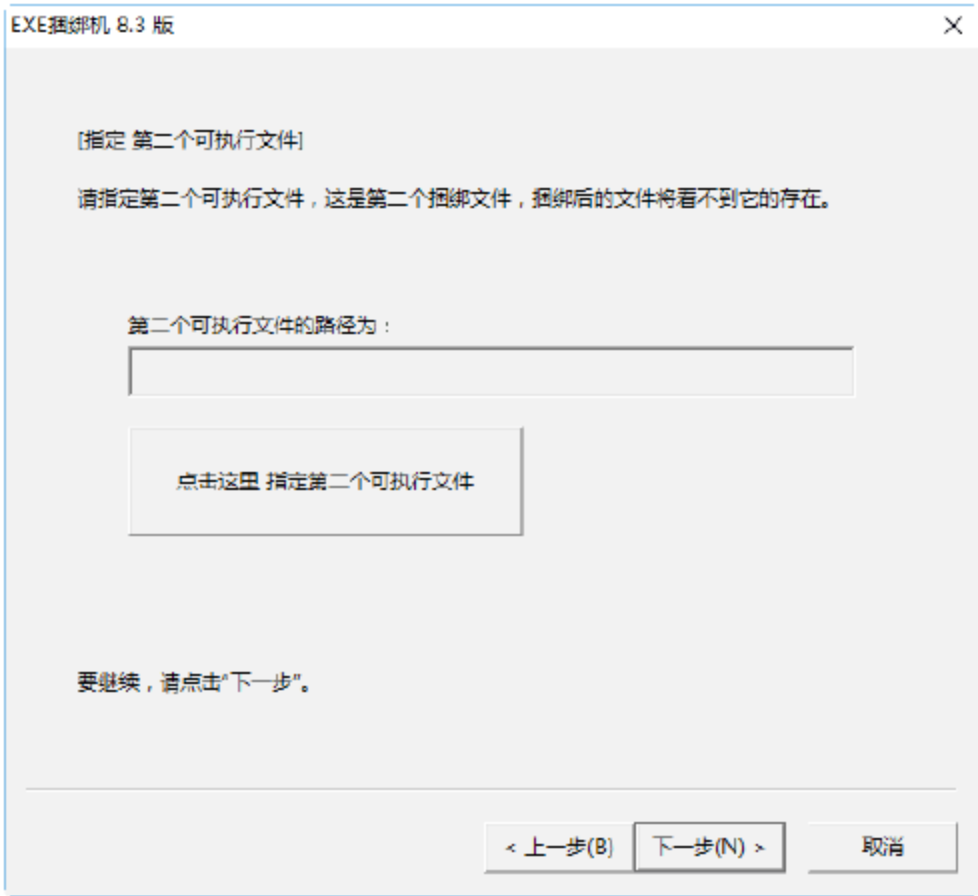 EXE捆绑机 8.3 版
[指定 第二个可执行文件]
请指定第二个可执行文件，这是第二个捆绑文件，捆绑后的文件将看不到它的存在。
第二个可执行文件的路径为：
点击这里 指定第二个可执行文件
要继续，请点击“下一步”。
< 上一步(B) 下一步(N) > 取消